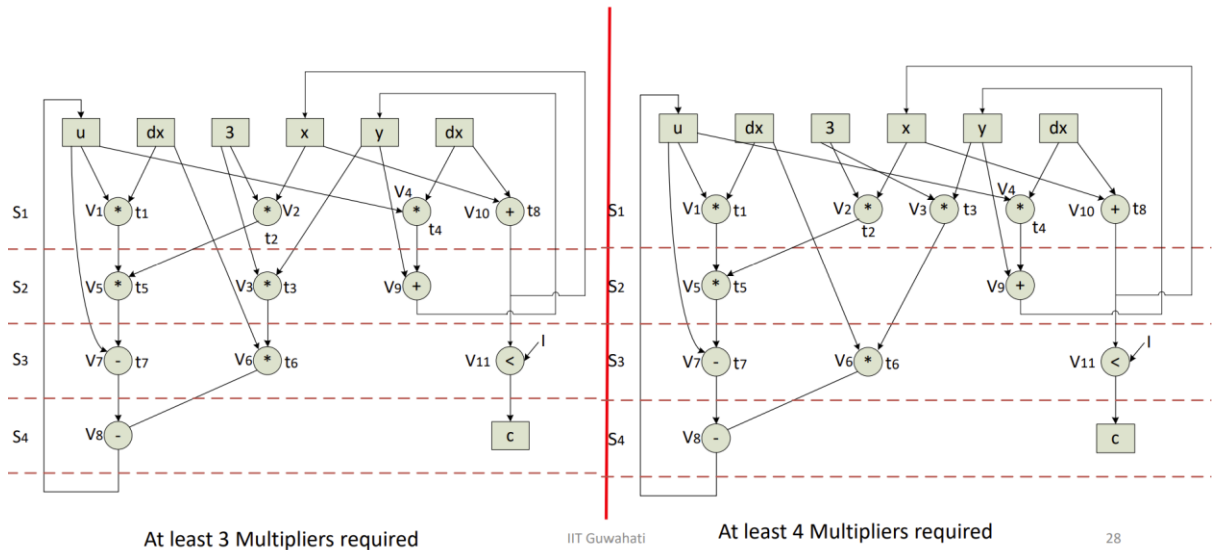 u dx 3 x y dx
S1 V1 * t1 * V2 t2 V4 * t4 V10 + t8
S2 V5 * t5 V3 * t3 V9 +
S3 V7 - t7 V6 * t6 V11 < I
S4 V8 - c
At least 3 Multipliers required
u dx 3 x y dx
S1 V1 * t1 V2 * t2 V3 * t3 V4 * t4 V10 + t8
S2 V5 * t5 V9 +
S3 V7 - t7 V6 * t6 V11 < I
S4 V8 - c
At least 4 Multipliers required
IIT Guwahati
28